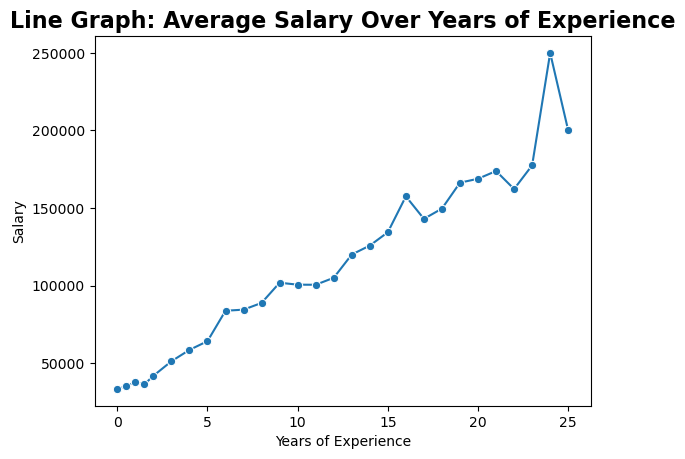 Line Graph: Average Salary Over Years of Experience
250000
200000
150000
100000
50000
Salary
0 5 10 15 20 25
Years of Experience